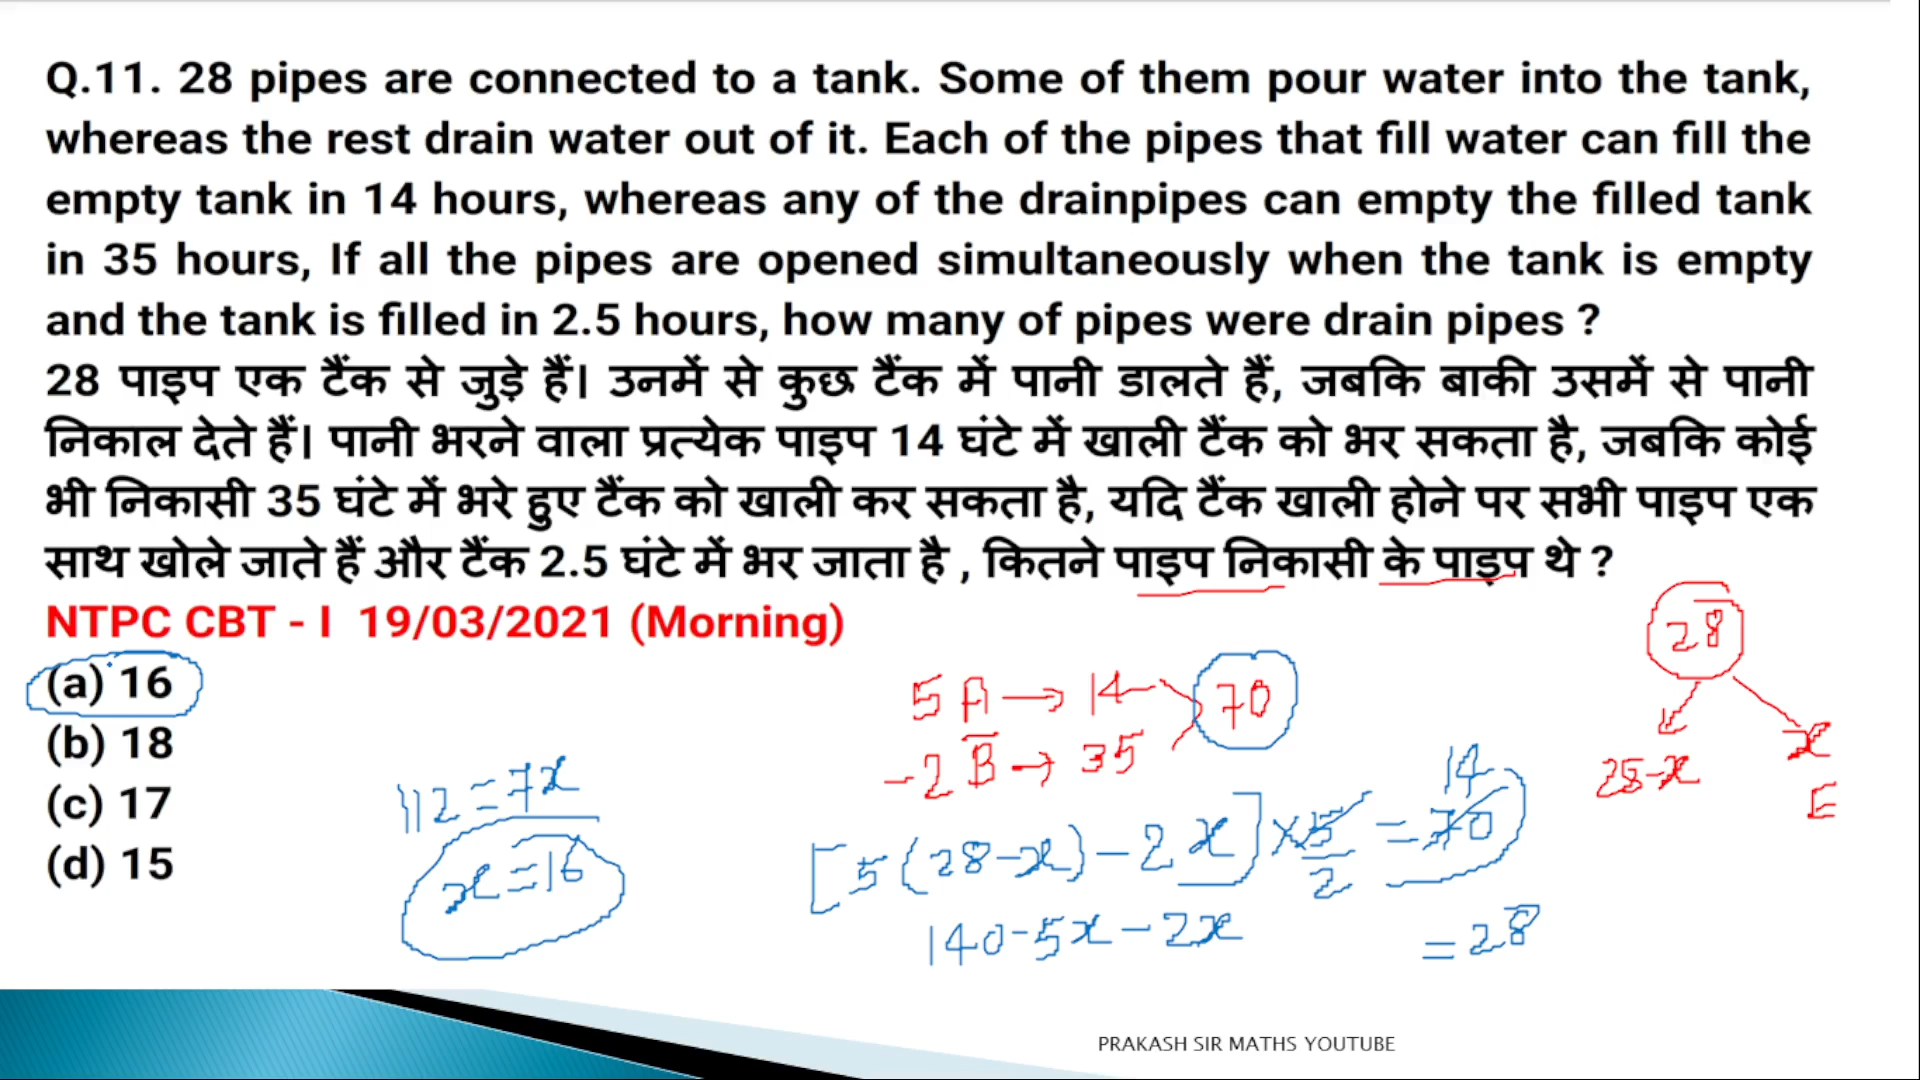 Q.11. 28 pipes are connected to a tank. Some of them pour water into the tank,
whereas the rest drain water out of it. Each of the pipes that fill water can fill the
empty tank in 14 hours, whereas any of the drainpipes can empty the filled tank
in 35 hours, If all the pipes are opened simultaneously when the tank is empty
and the tank is filled in 2.5 hours, how many of pipes were drain pipes ?
28 पाइप एक टैंक से जुड़े हैं। उनमें से कुछ टैंक में पानी डालते हैं, जबकि बाकी उसमें से पानी
निकाल देते हैं। पानी भरने वाला प्रत्येक पाइप 14 घंटे में खाली टैंक को भर सकता है, जबकि कोई
भी निकासी 35 घंटे में भरे हुए टैंक को खाली कर सकता है, यदि टैंक खाली होने पर सभी पाइप एक
साथ खोले जाते हैं और टैंक 2.5 घंटे में भर जाता है , कितने पाइप निकासी के पाइप थे ?
NTPC CBT - I 19/03/2021 (Morning)
(a) 16
(b) 18
(c) 17
(d) 15
5 A → 14
70
-2 B → 35
28
28-x
x
E
[5(28-x) - 2x] × 5/2 = 70
14
140-5x-2x = 28
112 = 7x
x = 16
PRAKASH SIR MATHS YOUTUBE